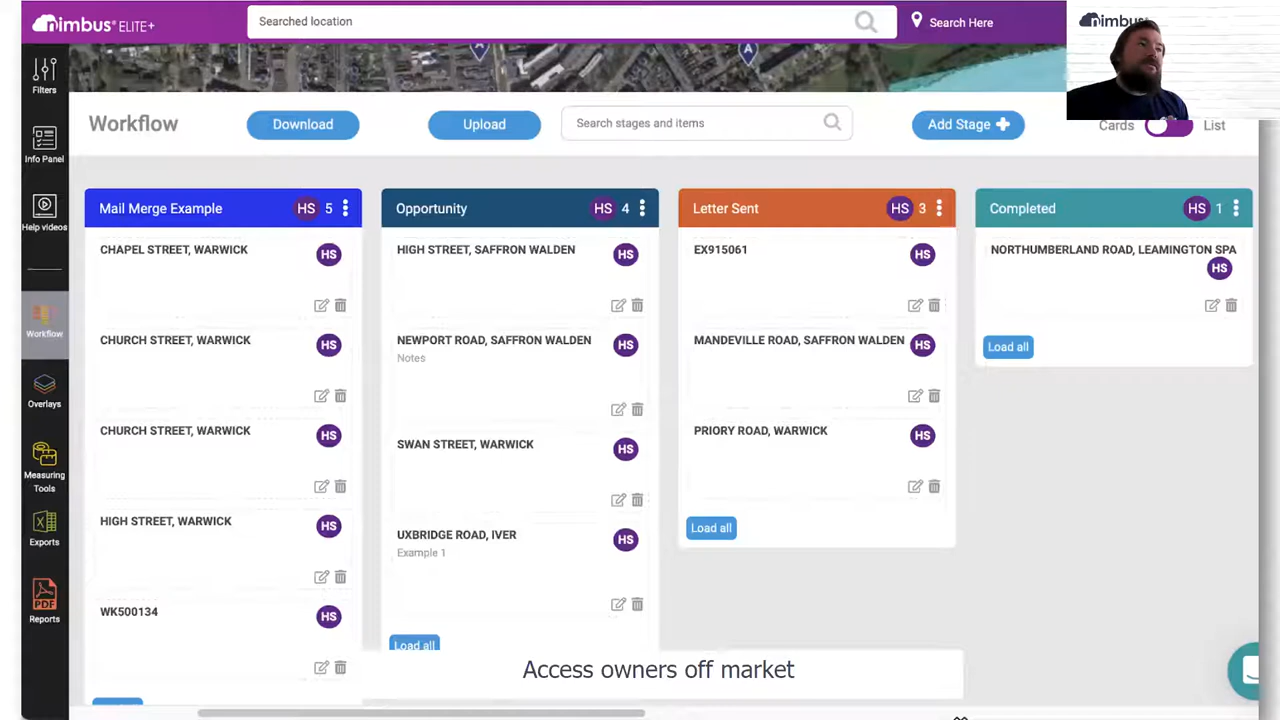 nimbus® ELITE+
Searched location
Search Here
nimbus
Filters
Info Panel
Help videos
Workflow
Overlays
Measuring
Tools
Exports
PDF
Reports
A
A
Workflow
Download
Upload
Search stages and items
Add Stage
Cards
List
Mail Merge Example
HS 5
CHAPEL STREET, WARWICK
HS
CHURCH STREET, WARWICK
HS
CHURCH STREET, WARWICK
HS
HIGH STREET, WARWICK
HS
WK500134
HS
Opportunity
HS 4
HIGH STREET, SAFFRON WALDEN
HS
NEWPORT ROAD, SAFFRON WALDEN
HS
Notes
SWAN STREET, WARWICK
HS
UXBRIDGE ROAD, IVER
HS
Example 1
Load all
Letter Sent
HS 3
EX915061
HS
MANDEVILLE ROAD, SAFFRON WALDEN
HS
PRIORY ROAD, WARWICK
HS
Load all
Completed
HS 1
NORTHUMBERLAND ROAD, LEAMINGTON SPA
HS
Load all
Access owners off market